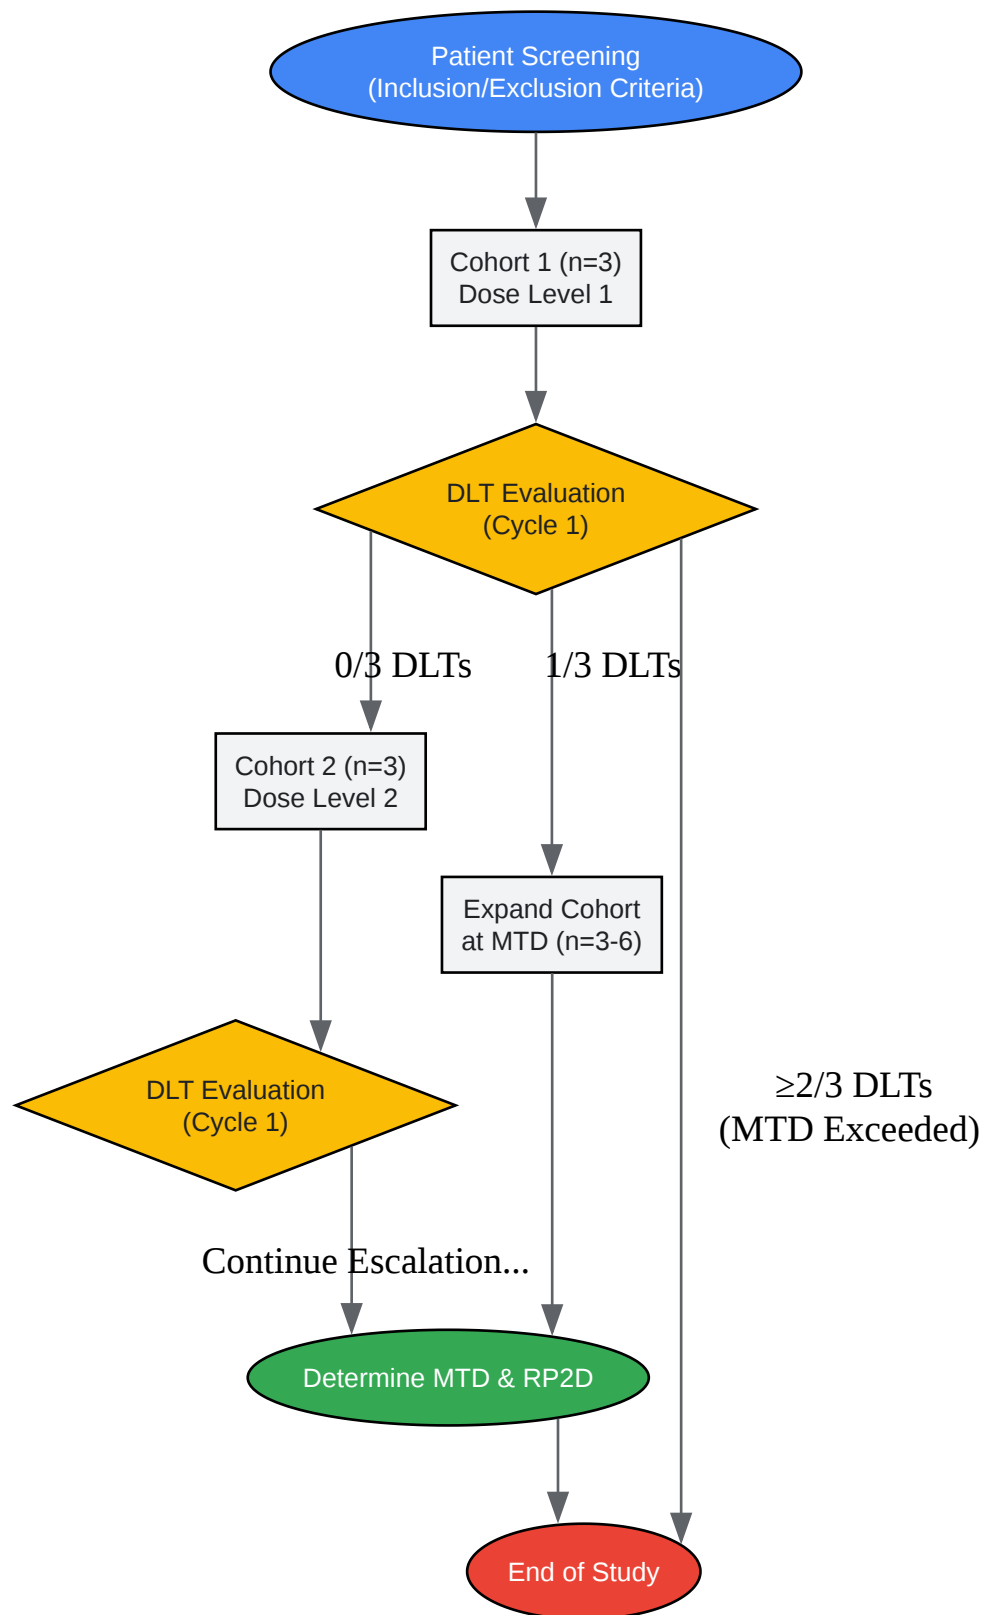 Patient Screening
(Inclusion/Exclusion Criteria)
Cohort 1 (n=3)
Dose Level 1
DLT Evaluation
(Cycle 1)
0/3 DLTs
1/3 DLTs
Cohort 2 (n=3)
Dose Level 2
Expand Cohort
at MTD (n=3-6)
DLT Evaluation
(Cycle 1)
≥2/3 DLTs
(MTD Exceeded)
Continue Escalation...
Determine MTD & RP2D
End of Study